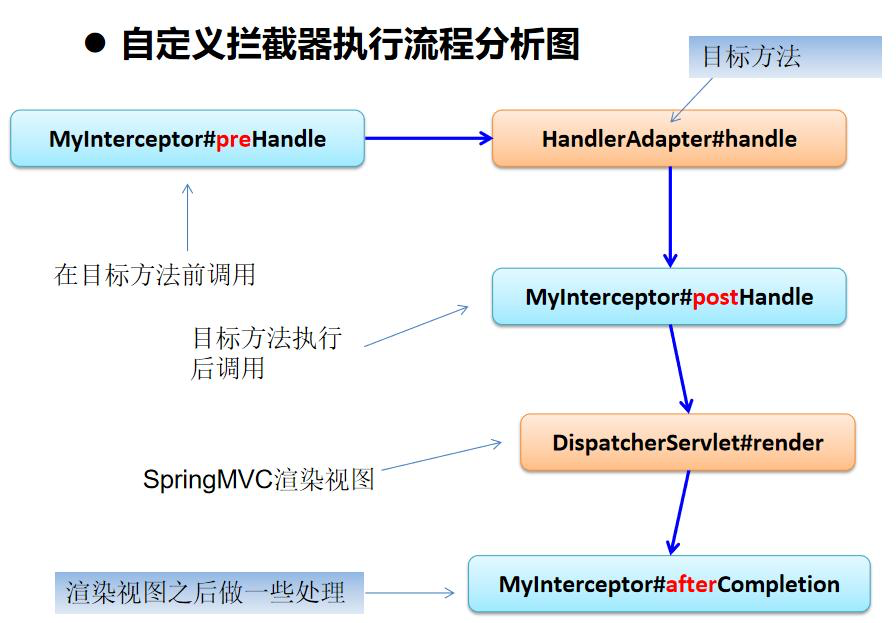 ● 自定义拦截器执行流程分析图
目标方法
MyInterceptor#preHandle
HandlerAdapter#handle
在目标方法前调用
MyInterceptor#postHandle
目标方法执行
后调用
DispatcherServlet#render
SpringMVC渲染视图
渲染视图之后做一些处理
MyInterceptor#afterCompletion